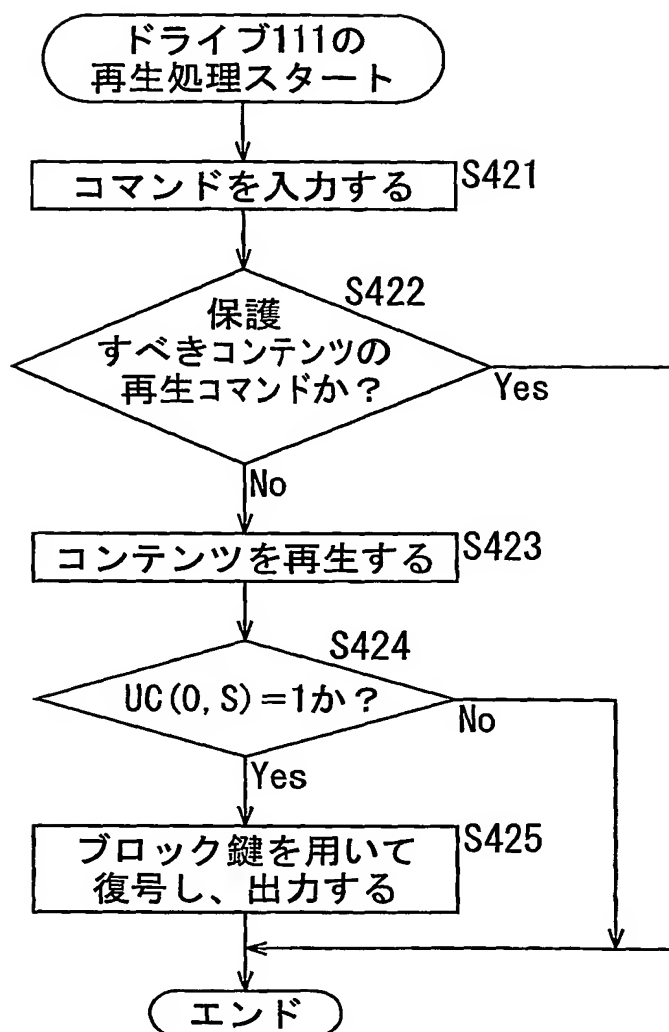 ドライブ111の
再生処理スタート
コマンドを入力する
S421
S422
保護
すべきコンテンツの
再生コマンドか？
Yes
No
コンテンツを再生する
S423
S424
UC(O,S)=1か？
No
Yes
ブロック鍵を用いて
復号し、出力する
S425
エンド